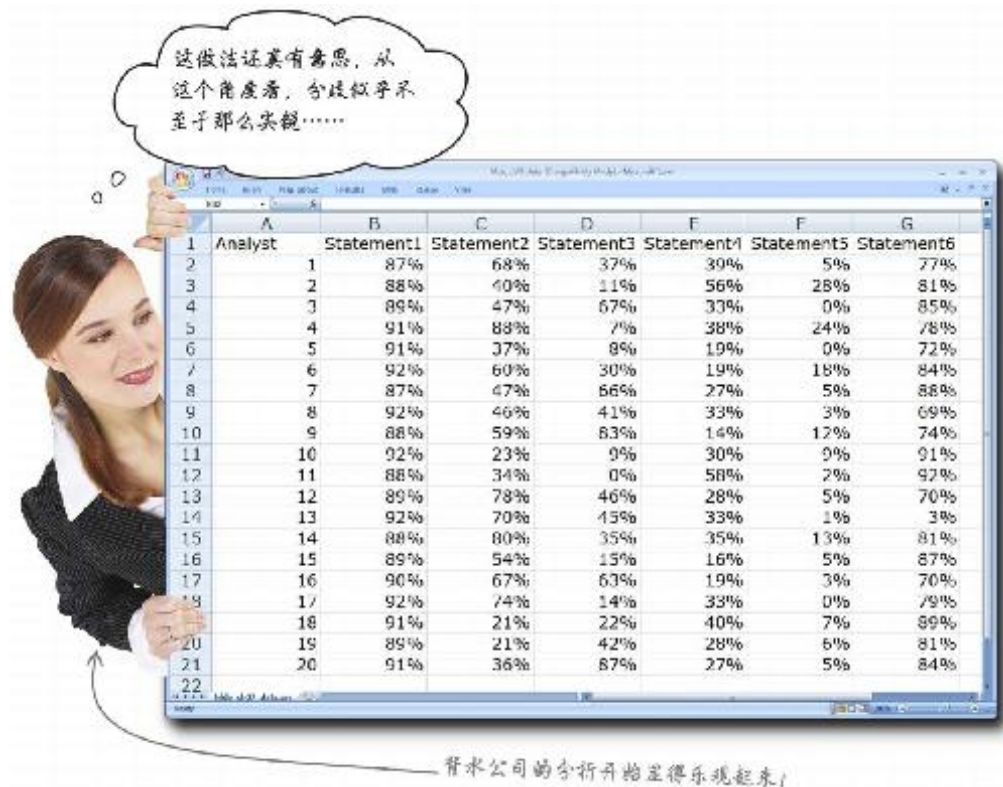 这做法还真有意思，从
这个角度看，分歧似乎不
至于那么尖锐……
A B C D E F G
1 Analyst Statement1 Statement2 Statement3 Statement4 Statement5 Statement6
2 1 87% 68% 37% 39% 5% 77%
3 2 88% 40% 11% 56% 28% 81%
4 3 89% 47% 67% 33% 0% 85%
5 4 91% 88% 7% 38% 24% 78%
6 5 91% 37% 8% 19% 0% 72%
7 6 92% 60% 30% 19% 18% 84%
8 7 87% 47% 66% 27% 5% 88%
9 8 92% 46% 41% 33% 3% 69%
10 9 88% 59% 83% 14% 12% 74%
11 10 92% 23% 9% 30% 9% 91%
12 11 88% 34% 0% 58% 2% 92%
13 12 89% 78% 46% 28% 5% 70%
14 13 92% 70% 45% 33% 1% 3%
15 14 88% 80% 35% 35% 13% 81%
16 15 89% 54% 15% 16% 5% 87%
17 16 90% 67% 63% 19% 3% 70%
18 17 92% 74% 14% 33% 0% 79%
18 91% 21% 22% 40% 7% 89%
20 19 89% 21% 42% 28% 6% 81%
21 20 91% 36% 87% 27% 5% 84%
22
背水公司的分析开始显得乐观起来！